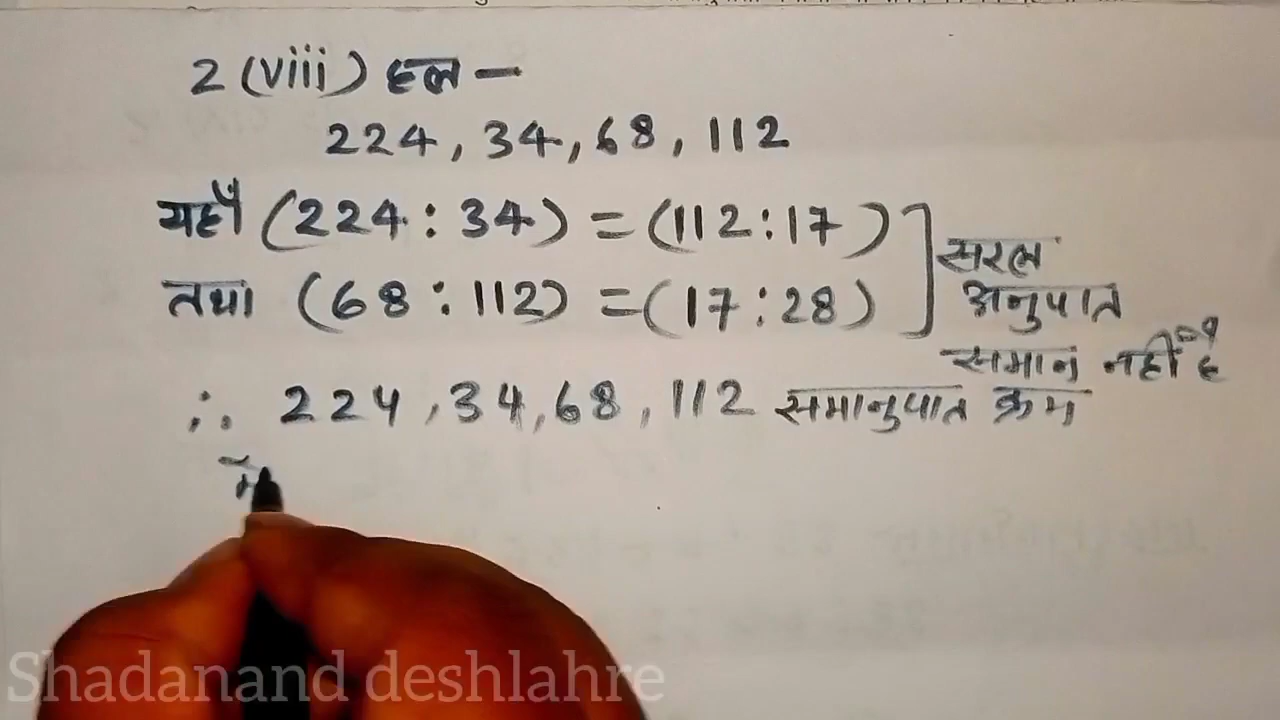 2 (viii) हल –
224, 34, 68, 112
यहाँ (224 : 34) = (112 : 17)
तथा (68 : 112) = (17 : 28)
सरल
अनुपात
समान नहीं है
∴ 224, 34, 68, 112 समानुपात क्रम
में
Shadanand deshlahre